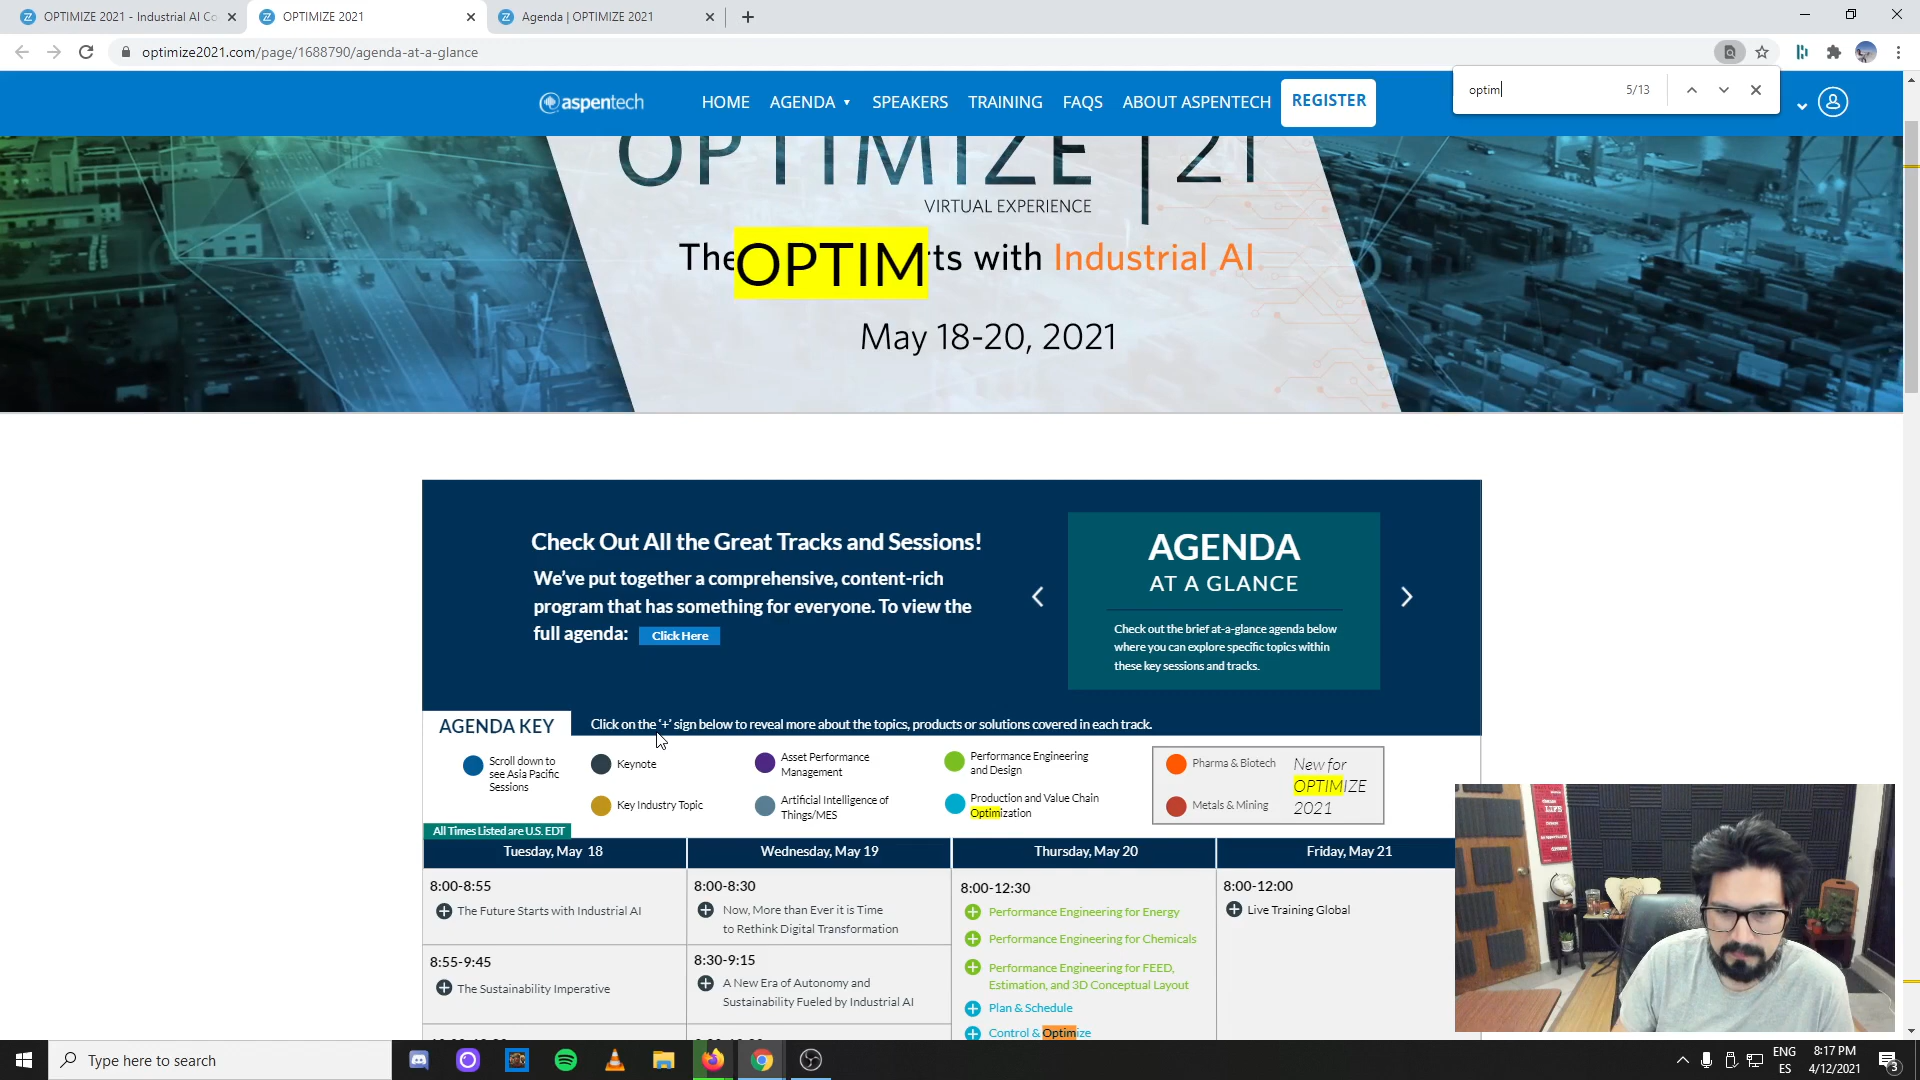 OPTIMIZE 2021 - Industrial AI Co
OPTIMIZE 2021
Agenda | OPTIMIZE 2021
optimize2021.com/page/1688790/agenda-at-a-glance
optim
5/13
aspentech
HOME
AGENDA
SPEAKERS
TRAINING
FAQS
ABOUT ASPENTECH
REGISTER
OPTIMIZE | 21
VIRTUAL EXPERIENCE
The OPTIM rts with Industrial AI
May 18-20, 2021
Check Out All the Great Tracks and Sessions!
We've put together a comprehensive, content-rich
program that has something for everyone. To view the
full agenda: Click Here
AGENDA
AT A GLANCE
Check out the brief at-a-glance agenda below
where you can explore specific topics within
these key sessions and tracks.
AGENDA KEY
Click on the '+' sign below to reveal more about the topics, products or solutions covered in each track.
Scroll down to
see Asia Pacific
Sessions
Keynote
Key Industry Topic
Asset Performance
Management
Artificial Intelligence of
Things/MES
Performance Engineering
and Design
Production and Value Chain
Optimization
Pharma & Biotech
Metals & Mining
New for
OPTIMIZE
2021
All Times Listed are U.S. EDT
Tuesday, May 18
Wednesday, May 19
Thursday, May 20
Friday, May 21
8:00-8:55
The Future Starts with Industrial AI
8:55-9:45
The Sustainability Imperative
8:00-8:30
Now, More than Ever it is Time
to Rethink Digital Transformation
8:30-9:15
A New Era of Autonomy and
Sustainability Fueled by Industrial AI
8:00-12:30
Performance Engineering for Energy
Performance Engineering for Chemicals
Performance Engineering for FEED,
Estimation, and 3D Conceptual Layout
Plan & Schedule
Control & Optimize
8:00-12:00
Live Training Global
Type here to search
ENG
ES
8:17 PM
4/12/2021
3